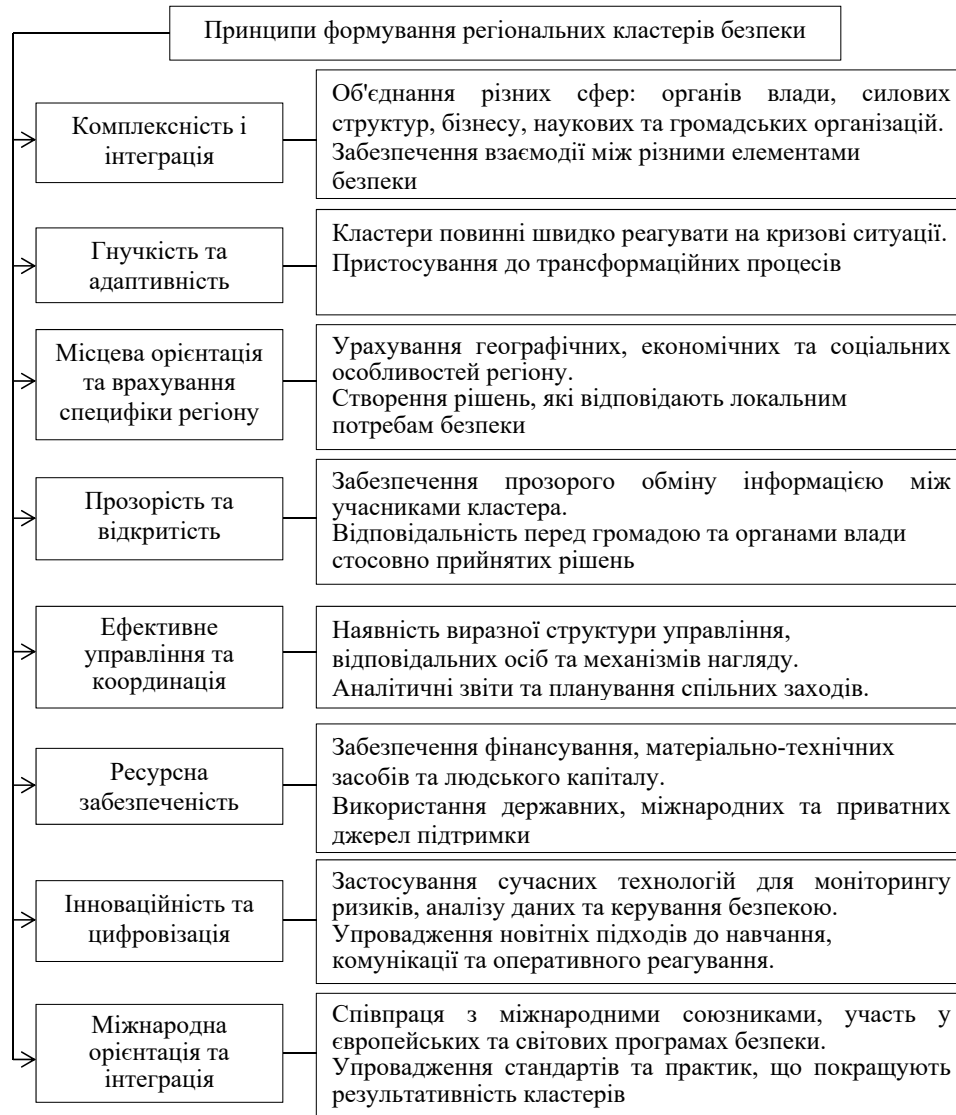 Принципи формування регіональних кластерів безпеки
Комплексність і
інтеграція
Об'єднання різних сфер: органів влади, силових
структур, бізнесу, наукових та громадських організацій.
Забезпечення взаємодії між різними елементами
безпеки
Гнучкість та
адаптивність
Кластери повинні швидко реагувати на кризові ситуації.
Пристосування до трансформаційних процесів
Місцева орієнтація
та врахування
специфіки регіону
Урахування географічних, економічних та соціальних
особливостей регіону.
Створення рішень, які відповідають локальним
потребам безпеки
Прозорість та
відкритість
Забезпечення прозорого обміну інформацією між
учасниками кластера.
Відповідальність перед громадою та органами влади
стосовно прийнятих рішень
Ефективне
управління та
координація
Наявність виразної структури управління,
відповідальних осіб та механізмів нагляду.
Аналітичні звіти та планування спільних заходів.
Ресурсна
забезпеченість
Забезпечення фінансування, матеріально-технічних
засобів та людського капіталу.
Використання державних, міжнародних та приватних
джерел підтримки
Інноваційність та
цифровізація
Застосування сучасних технологій для моніторингу
ризиків, аналізу даних та керування безпекою.
Упровадження новітніх підходів до навчання,
комунікації та оперативного реагування.
Міжнародна
орієнтація та
інтеграція
Співпраця з міжнародними союзниками, участь у
європейських та світових програмах безпеки.
Упровадження стандартів та практик, що покращують
результативність кластерів